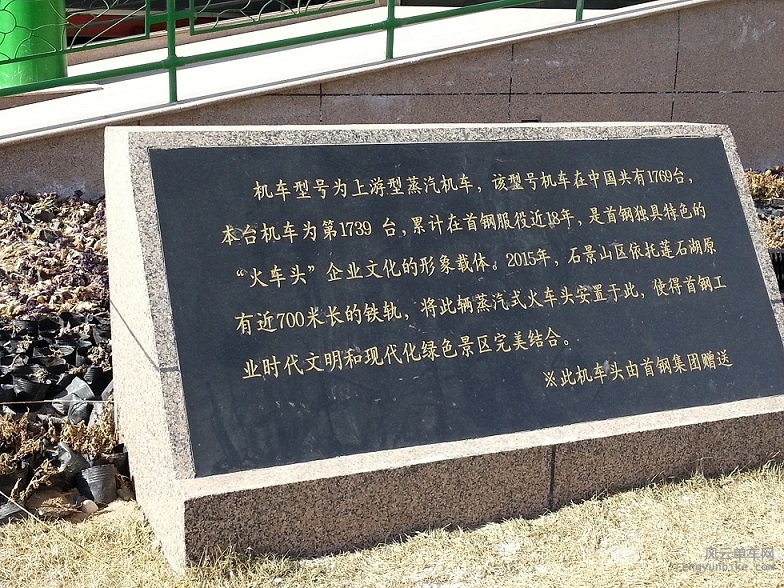 机车型号为上游型蒸汽机车，该型号机车在中国共有1769台，
本台机车为第1739 台，累计在首钢服役近18年，是首钢独具特色的
“火车头”企业文化的形象载体。2015年，石景山区依托莲石湖原
有近700米长的铁轨，将此辆蒸汽式火车头安置于此，使得首钢工
业时代文明和现代化绿色景区完美结合。
※此机车头由首钢集团赠送
风云单车网